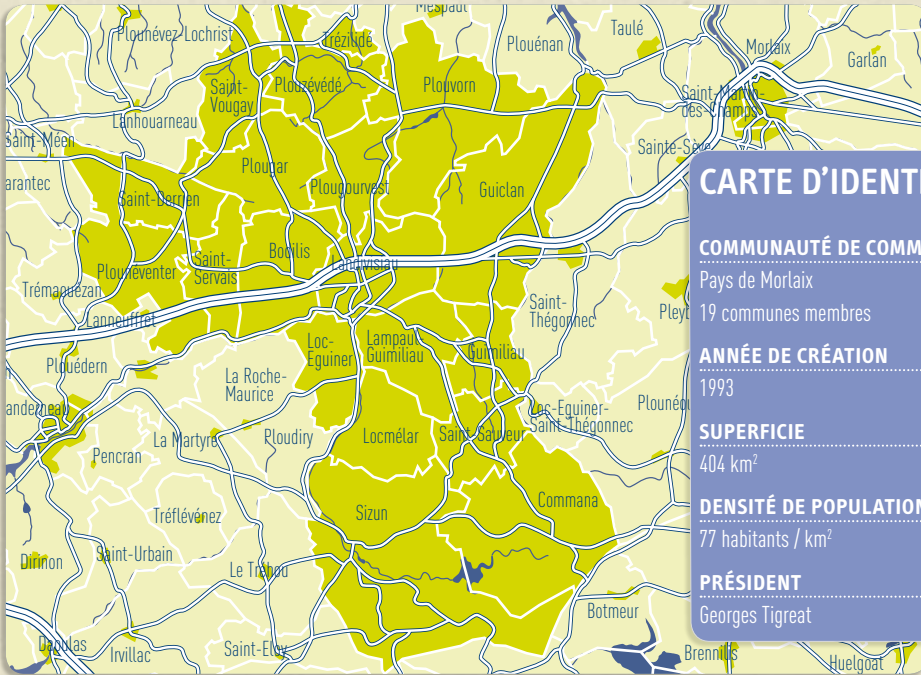 Mespaul
Plounévez-Lochrist
Trézilidé
Plouénan
Taulé
Morlaix
Garlan
Saint-
Vougay
Plouzévédé
Plouvorn
Saint-Martin-
des-Champs
Lanhouarneau
Saint-Méen
Sainte-Sève
Plougar
arantec
Saint-Derrien
Plougourvest
Guiclan
Bodilis
Landivisiau
Saint-
Servais
Plounéventer
Trémaouézan
Lanneuffret
Saint-
Thégonnec
Pleyb
Loc-
Eguiner
Lampaul-
Guimiliau
Guimiliau
Plouédern
La Roche-
Maurice
anderneau
Loc-Eguiner-
Saint-Thégonnec
Plounéou
La Martyre
Ploudiry
Locmélar
Saint-Sauveur
Pencran
Commana
Sizun
Tréflévénez
Dirinon
Saint-Urbain
Le Tréhou
Botmeur
Daoulas
Irvillac
Saint-Eloy
Brennilis
Huelgoat
CARTE D'IDENTI
COMMUNAUTÉ DE COMM
Pays de Morlaix
19 communes membres
ANNÉE DE CRÉATION
1993
SUPERFICIE
404 km²
DENSITÉ DE POPULATION
77 habitants / km²
PRÉSIDENT
Georges Tigreat